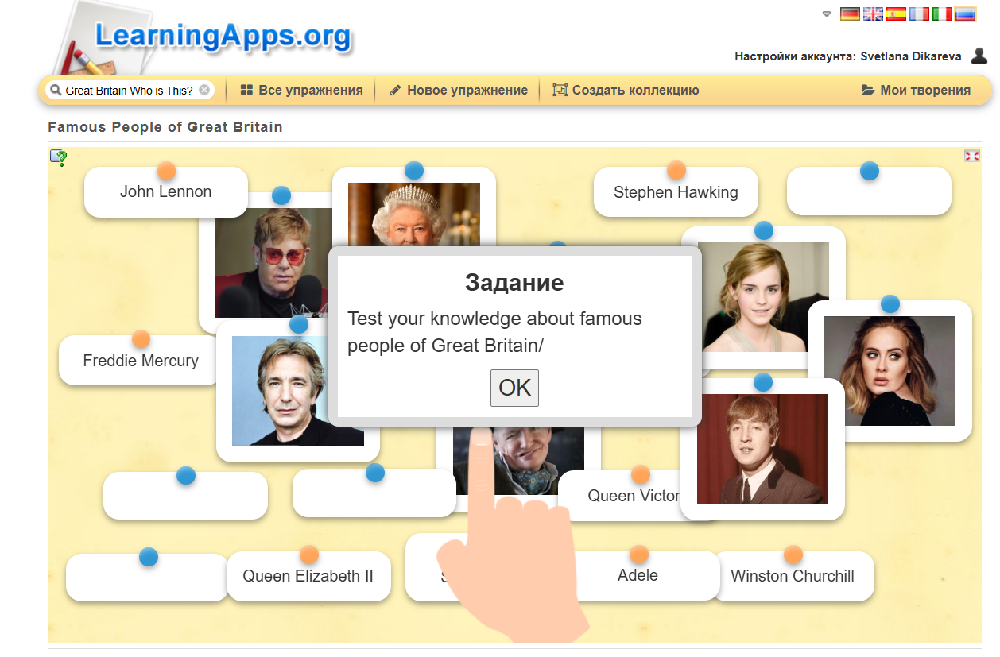 LearningApps.org
Настройки аккаунта: Svetlana Dikareva
Great Britain Who is This?
Все упражнения
Новое упражнение
Создать коллекцию
Мои творения
Famous People of Great Britain
John Lennon
Stephen Hawking
Задание
Test your knowledge about famous
people of Great Britain/
OK
Freddie Mercury
Queen Victor
Queen Elizabeth II
Adele
Winston Churchill